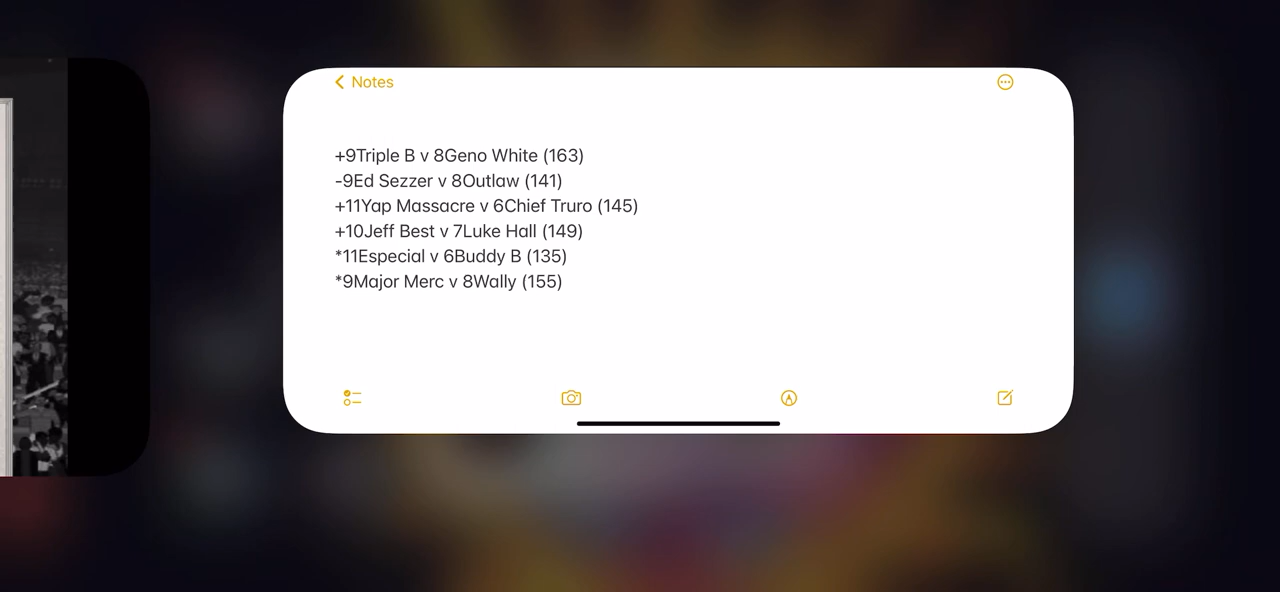 Notes
+9Triple B v 8Geno White (163)
-9Ed Sezzer v 8Outlaw (141)
+11Yap Massacre v 6Chief Truro (145)
+10Jeff Best v 7Luke Hall (149)
*11Especial v 6Buddy B (135)
*9Major Merc v 8Wally (155)